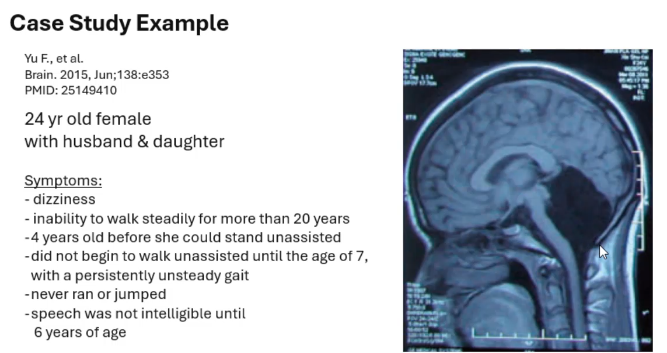 Case Study Example
Yu F., et al.
Brain. 2015, Jun;138:e353
PMID: 25149410
24 yr old female
with husband & daughter
Symptoms:
- dizziness
- inability to walk steadily for more than 20 years
-4 years old before she could stand unassisted
-did not begin to walk unassisted until the age of 7,
with a persistently unsteady gait
-never ran or jumped
-speech was not intelligible until
6 years of age